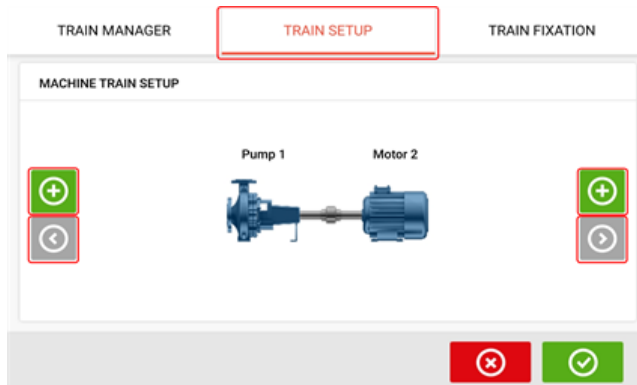 TRAIN MANAGER TRAIN SETUP TRAIN FIXATION
MACHINE TRAIN SETUP
Pump 1 Motor 2